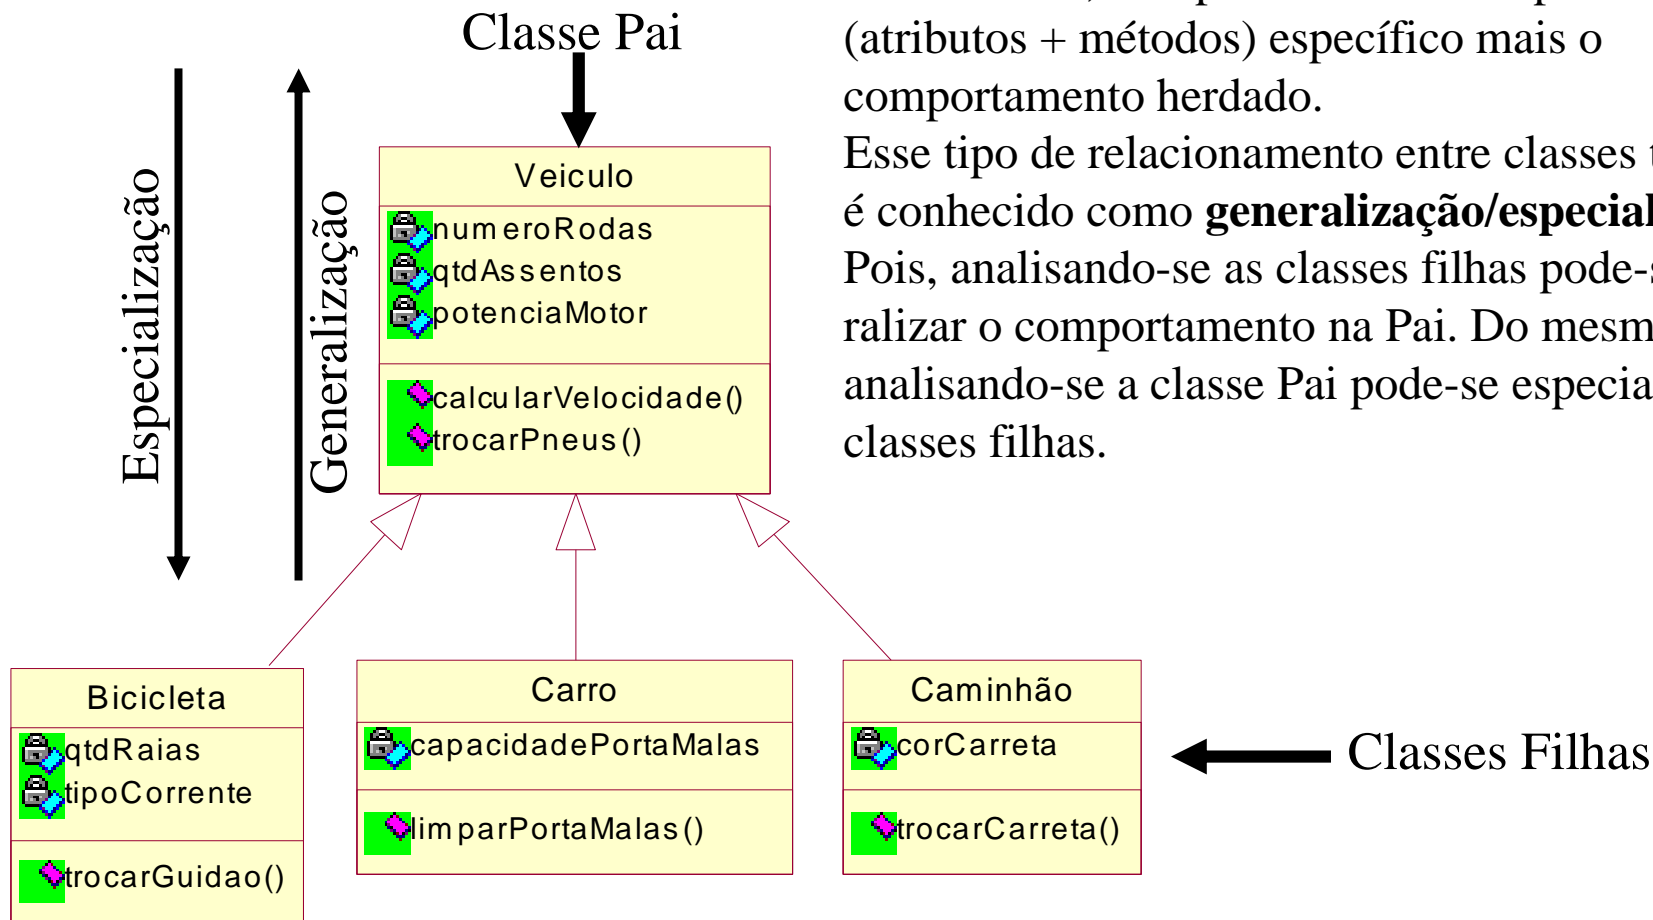 Classe Pai
(atributos + métodos) específico mais o
comportamento herdado.
Esse tipo de relacionamento entre classes
é conhecido como generalização/especial
Pois, analisando-se as classes filhas pode-s
ralizar o comportamento na Pai. Do mesm
analisando-se a classe Pai pode-se especia
classes filhas.
Especialização
Generalização
Veiculo
numeroRodas
qtdAssentos
potenciaMotor
calcularVelocidade()
trocarPneus()
Bicicleta
qtdRaias
tipoCorrente
trocarGuidao()
Carro
capacidadePortaMalas
limparPortaMalas()
Caminhão
corCarreta
trocarCarreta()
Classes Filhas